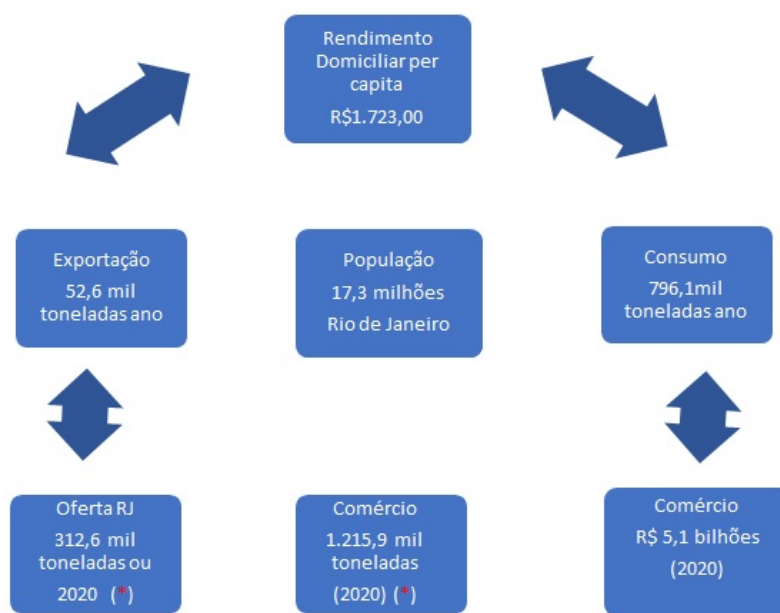 Rendimento
Domiciliar per
capita
R$1.723,00
Exportação
52,6 mil
toneladas ano
População
17,3 milhões
Rio de Janeiro
Consumo
796,1mil
toneladas ano
Oferta RJ
312,6 mil
toneladas ou
2020 (*)
Comércio
1.215,9 mil
toneladas
(2020) (*)
Comércio
R$ 5,1 bilhões
(2020)